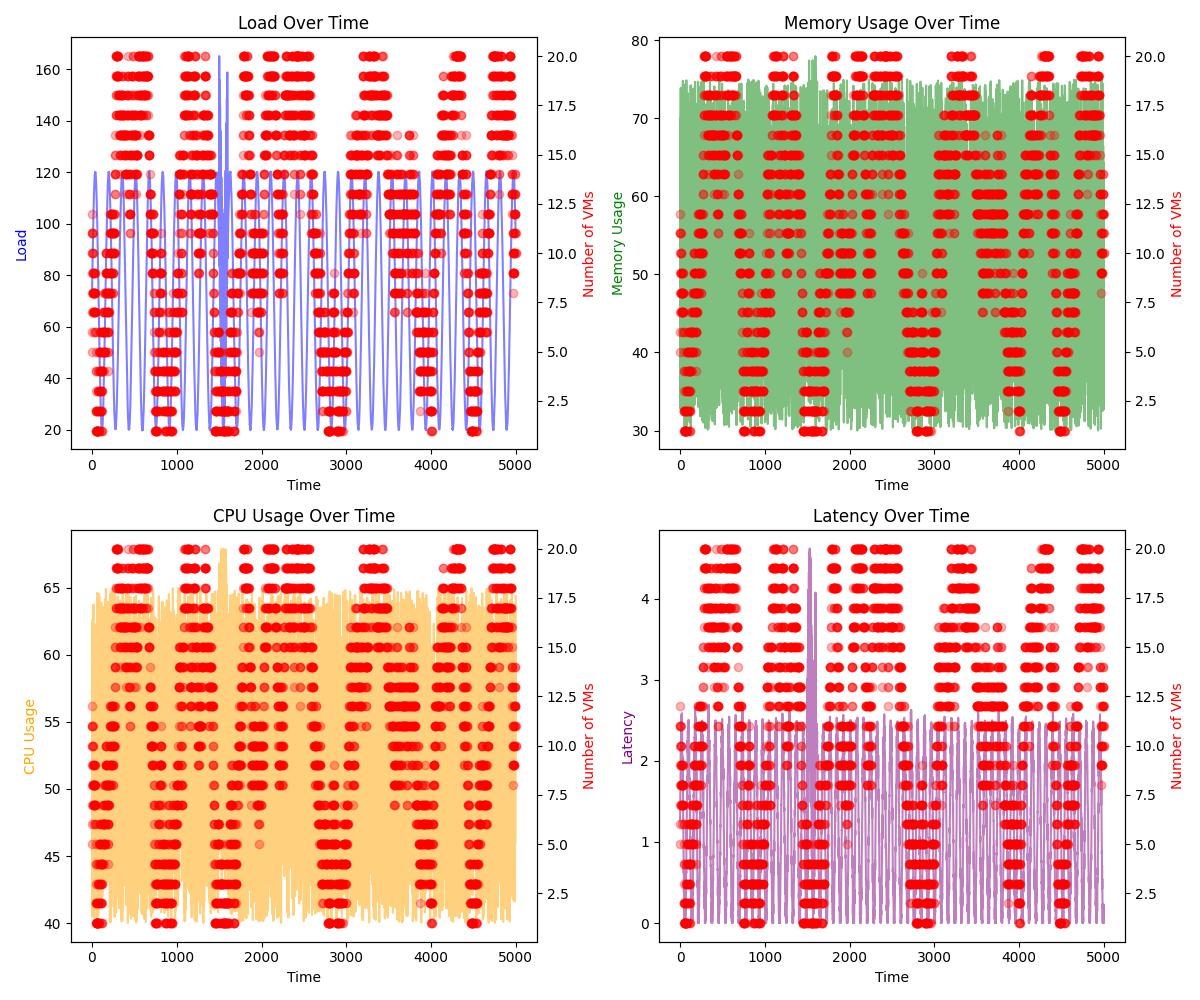 Load Over Time
160
140
120
100
80
60
40
20
Load
20.0
17.5
15.0
12.5
10.0
7.5
5.0
2.5
Number of VMs
0 1000 2000 3000 4000 5000
Time
Memory Usage Over Time
80
70
60
50
40
30
Memory Usage
20.0
17.5
15.0
12.5
10.0
7.5
5.0
2.5
Number of VMs
0 1000 2000 3000 4000 5000
Time
CPU Usage Over Time
65
60
55
50
45
40
CPU Usage
20.0
17.5
15.0
12.5
10.0
7.5
5.0
2.5
Number of VMs
0 1000 2000 3000 4000 5000
Time
Latency Over Time
4
3
2
1
0
Latency
20.0
17.5
15.0
12.5
10.0
7.5
5.0
2.5
Number of VMs
0 1000 2000 3000 4000 5000
Time